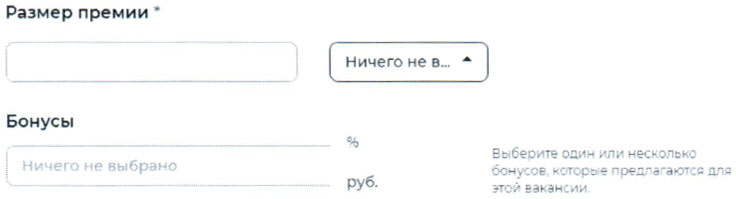 Размер премии *
Ничего не в...
Бонусы
%
Ничего не выбрано
руб.
Выберите один или несколько
бонусов, которые предлагаются для
этой вакансии.